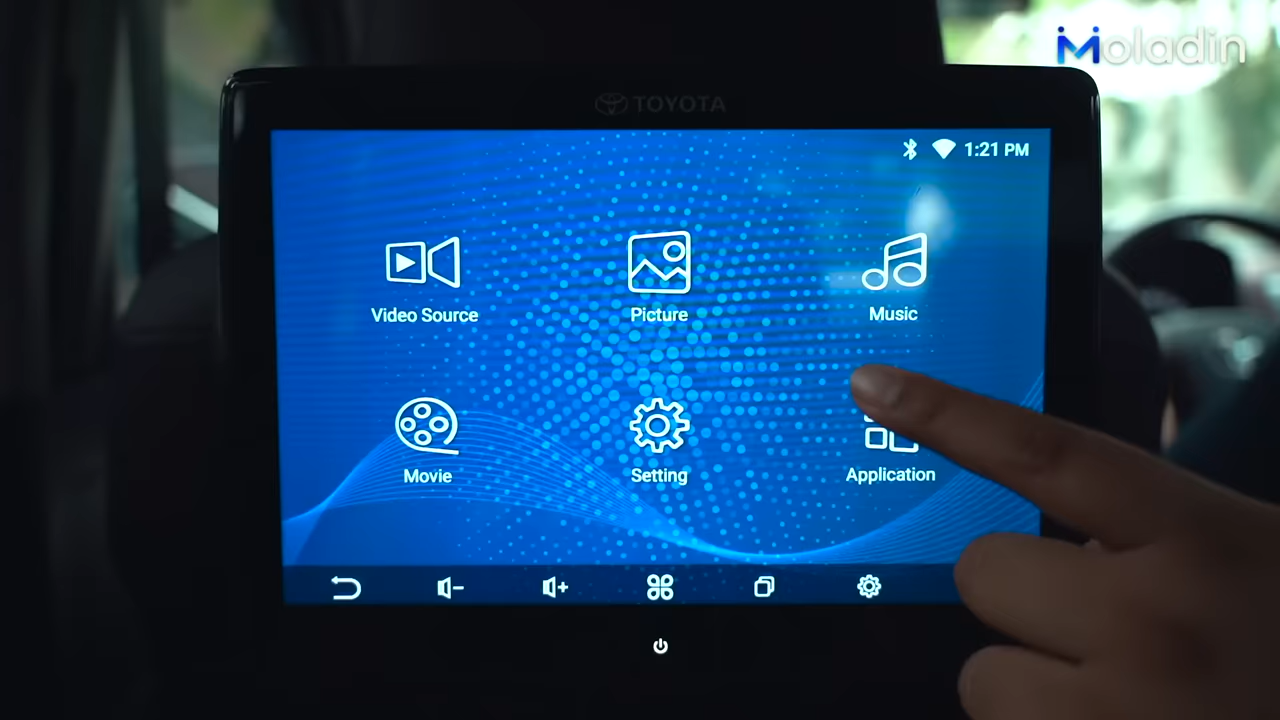 Moladin
TOYOTA
1:21 PM
Video Source
Picture
Music
Movie
Setting
Application